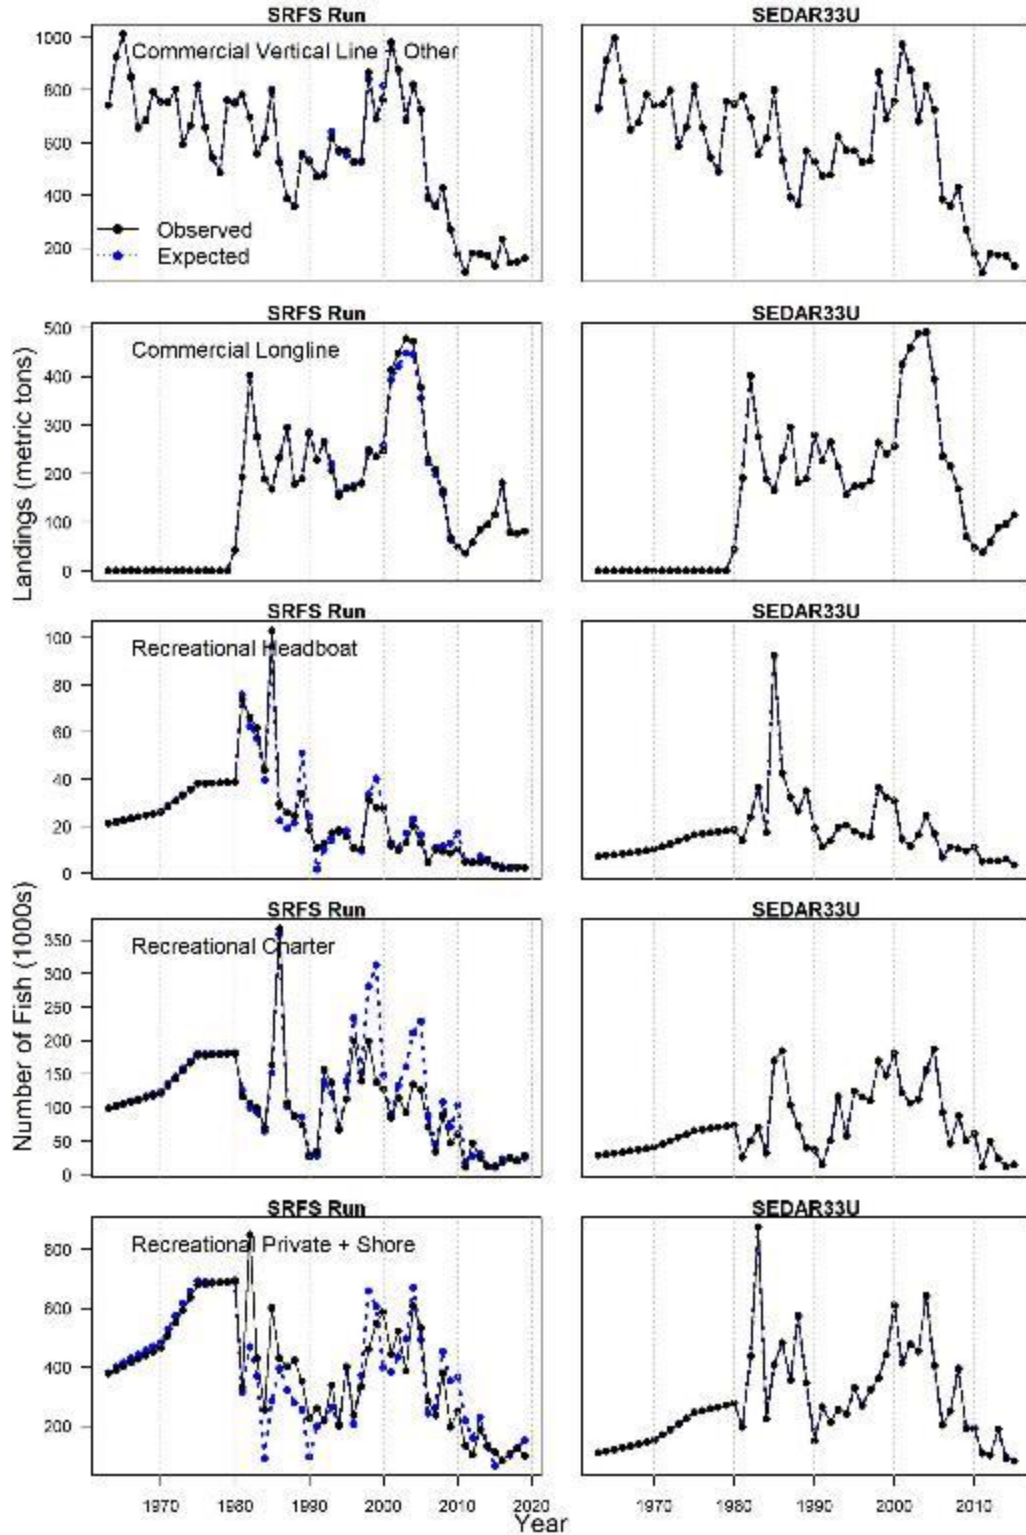 SRFS Run
SEDAR33U
Commercial Vertical Line + Other
1000
800
600
400
200
Observed
Expected
SRFS Run
SEDAR33U
Commercial Longline
500
400
300
200
100
0
Landings (metric tons)
SRFS Run
SEDAR33U
Recreational Headboat
100
80
60
40
20
0
SRFS Run
SEDAR33U
Recreational Charter
350
300
250
200
150
100
50
0
Number of Fish (1000s)
SRFS Run
SEDAR33U
Recreational Private + Shore
800
600
400
200
1970 1980 1990 2000 2010 2020
1970 1980 1990 2000 2010
Year